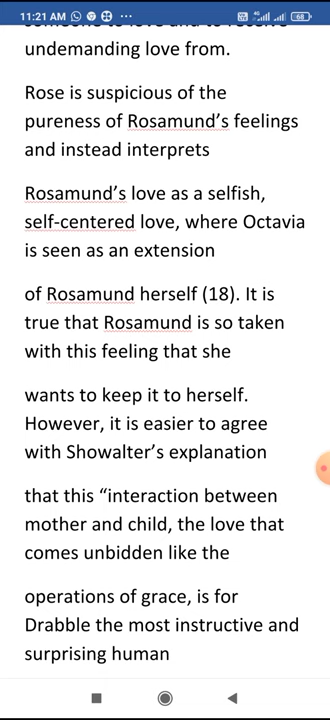 11:21 AM
4G
68
undemanding love from.
Rose is suspicious of the
pureness of Rosamund’s feelings
and instead interprets
Rosamund’s love as a selfish,
self-centered love, where Octavia
is seen as an extension
of Rosamund herself (18). It is
true that Rosamund is so taken
with this feeling that she
wants to keep it to herself.
However, it is easier to agree
with Showalter’s explanation
that this “interaction between
mother and child, the love that
comes unbidden like the
operations of grace, is for
Drabble the most instructive and
surprising human